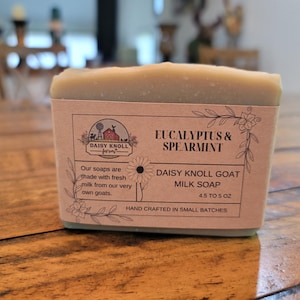 DAISY KNOLL
farms
EUCALYPTUS &
SPEARMINT
Our soaps are
made with fresh
milk from our very
own goats.
DAISY KNOLL GOAT
MILK SOAP
4.5 TO 5 OZ
HAND CRAFTED IN SMALL BATCHES